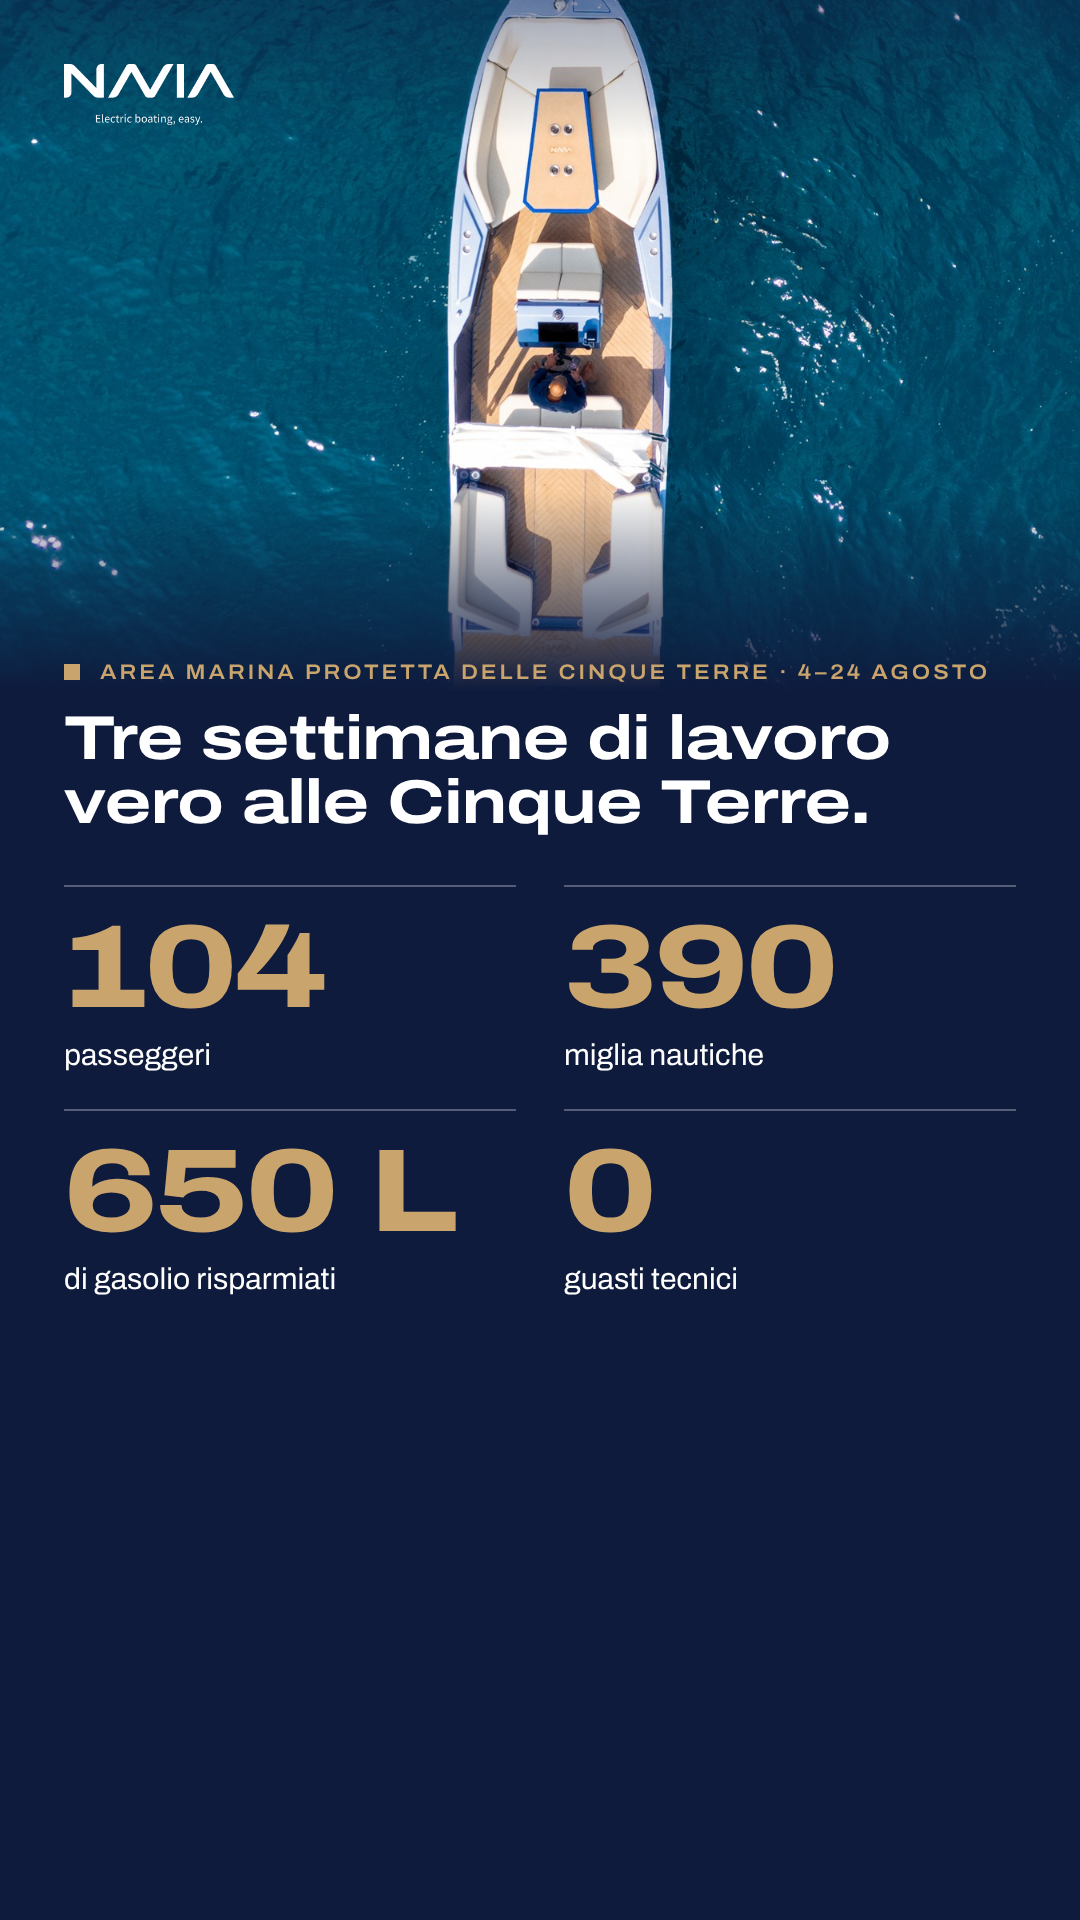 NAVIA
Electric boating, easy.
AREA MARINA PROTETTA DELLE CINQUE TERRE · 4–24 AGOSTO
Tre settimane di lavoro
vero alle Cinque Terre.
104
390
passeggeri
miglia nautiche
650 L
0
di gasolio risparmiati
guasti tecnici